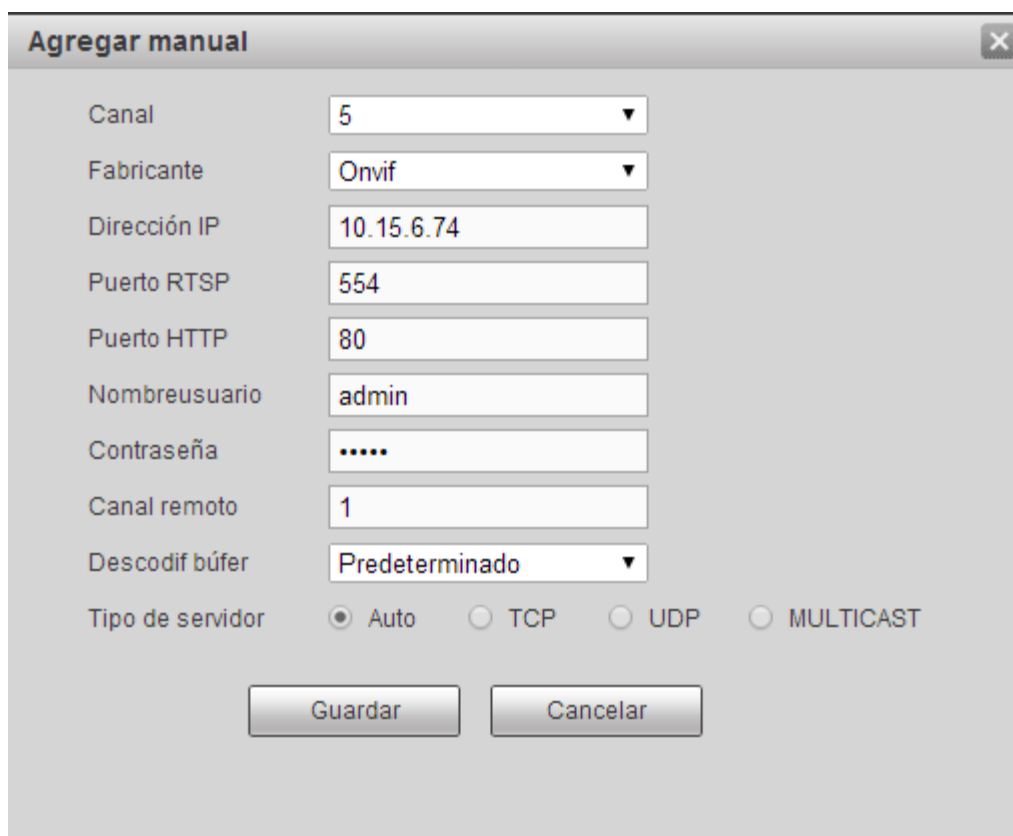 Agregar manual
Canal 5
Fabricante Onvif
Dirección IP 10.15.6.74
Puerto RTSP 554
Puerto HTTP 80
Nombreusuario admin
Contraseña •••••
Canal remoto 1
Descodif búfer Predeterminado
Tipo de servidor Auto TCP UDP MULTICAST
Guardar Cancelar